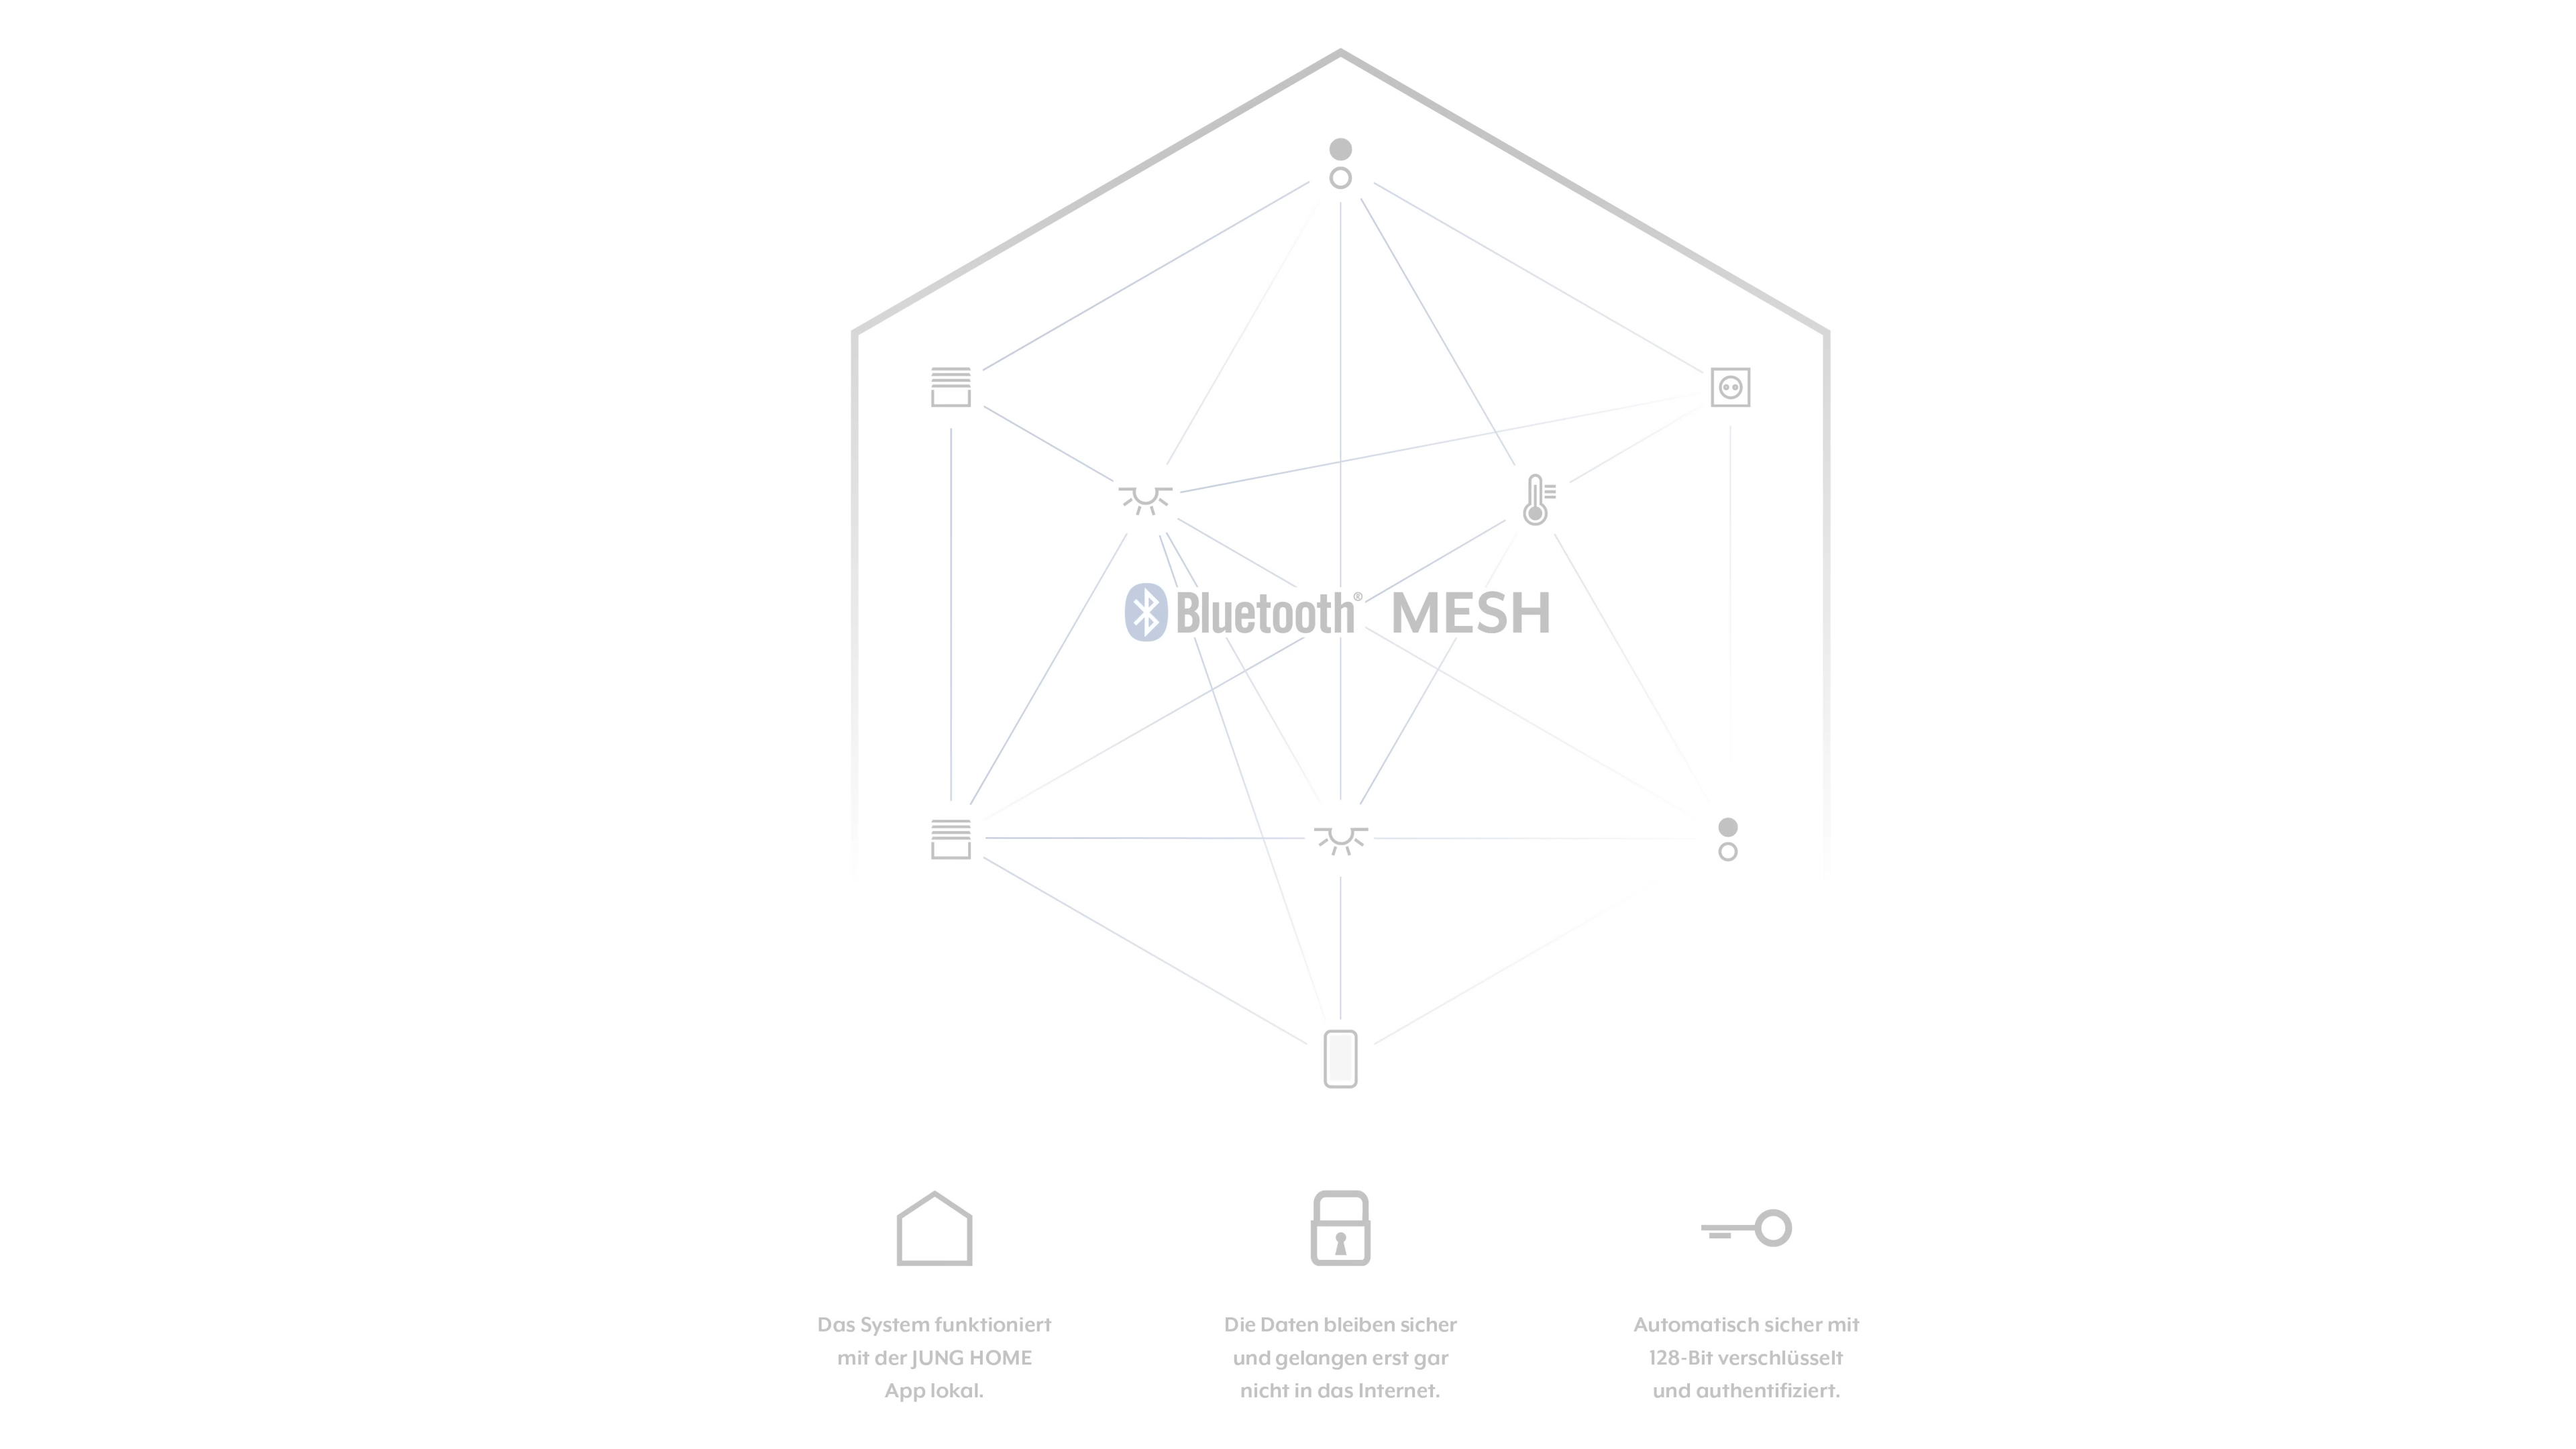 Bluetooth® MESH
Das System funktioniert
mit der JUNG HOME
App lokal.
Die Daten bleiben sicher
und gelangen erst gar
nicht in das Internet.
Automatisch sicher mit
128-Bit verschlüsselt
und authentifiziert.